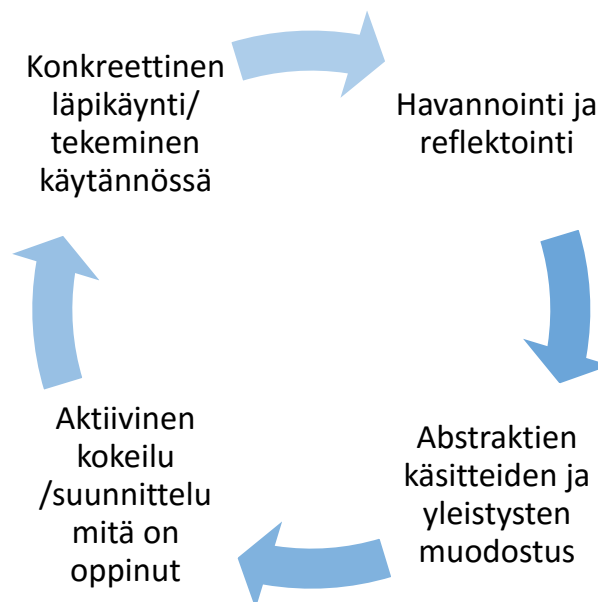 Konkreettinen
läpikäynti/
tekeminen
käytännössä
Havannointi ja
reflektointi
Abstraktien
käsitteiden ja
yleistysten
muodostus
Aktiivinen
kokeilu
/suunnittelu
mitä on
oppinut